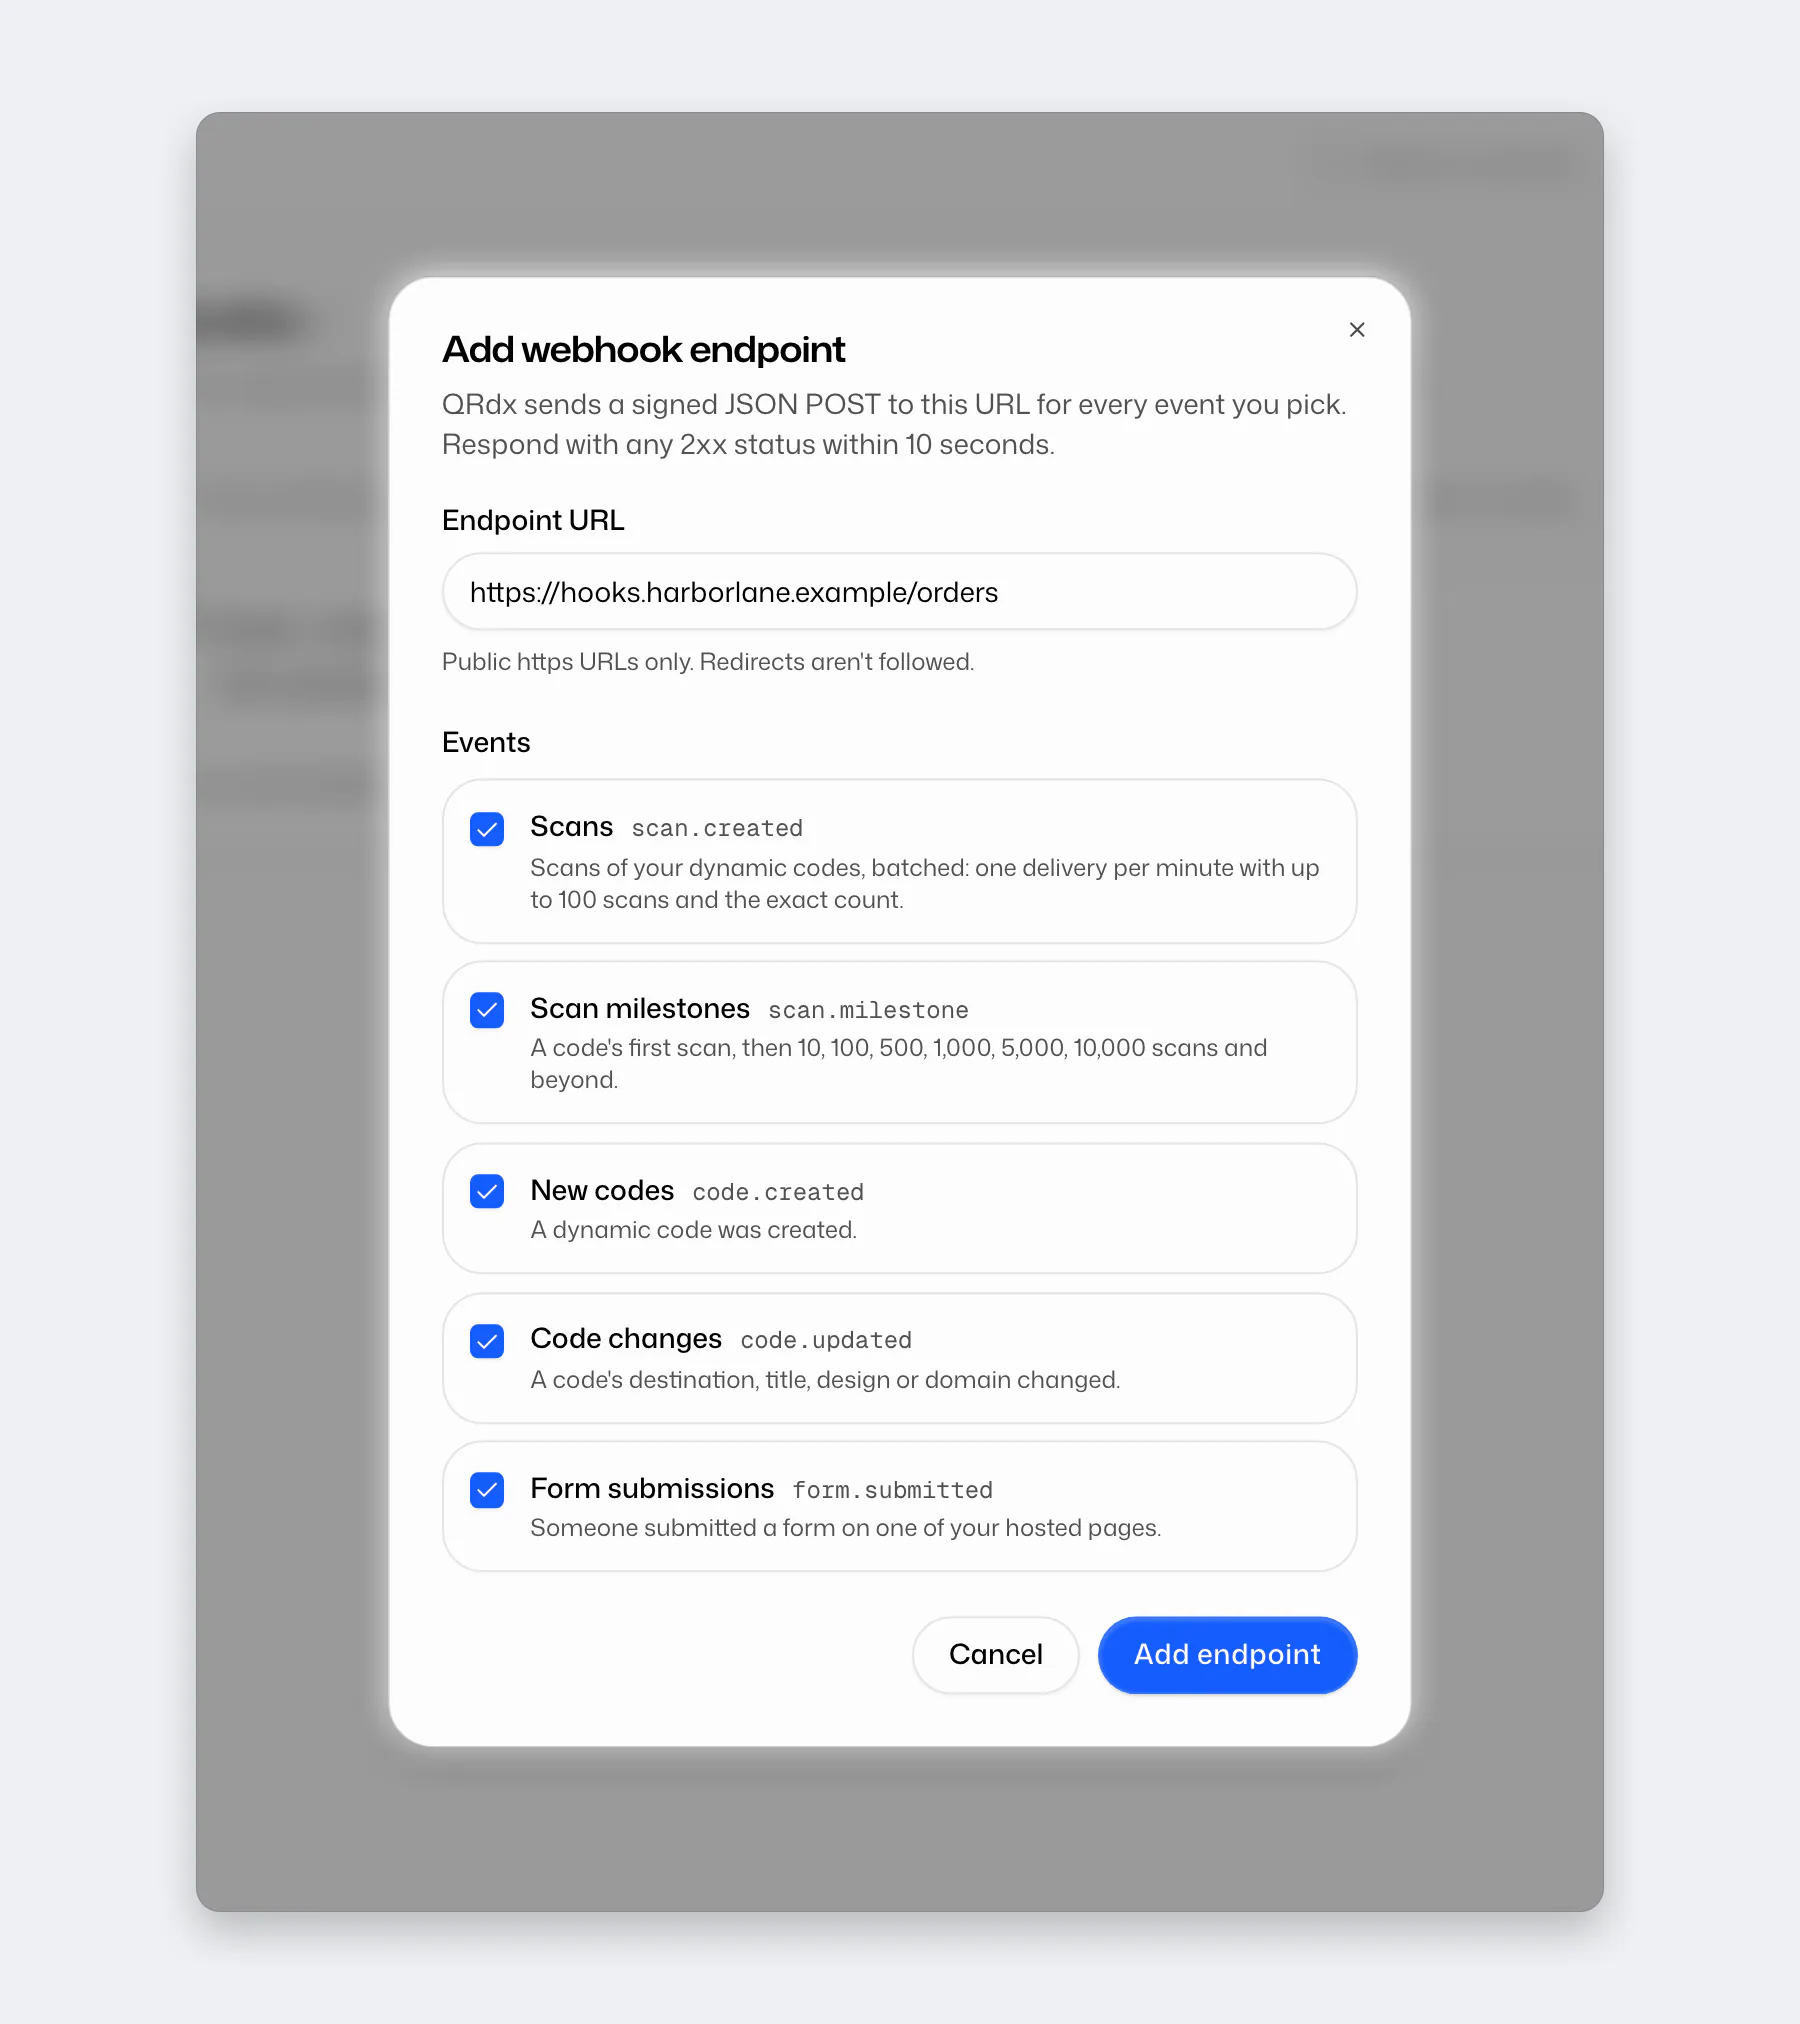 Add webhook endpoint
QRdx sends a signed JSON POST to this URL for every event you pick.
Respond with any 2xx status within 10 seconds.
Endpoint URL
https://hooks.harborlane.example/orders
Public https URLs only. Redirects aren't followed.
Events
Scans scan.created
Scans of your dynamic codes, batched: one delivery per minute with up
to 100 scans and the exact count.
Scan milestones scan.milestone
A code's first scan, then 10, 100, 500, 1,000, 5,000, 10,000 scans and
beyond.
New codes code.created
A dynamic code was created.
Code changes code.updated
A code's destination, title, design or domain changed.
Form submissions form.submitted
Someone submitted a form on one of your hosted pages.
Cancel
Add endpoint